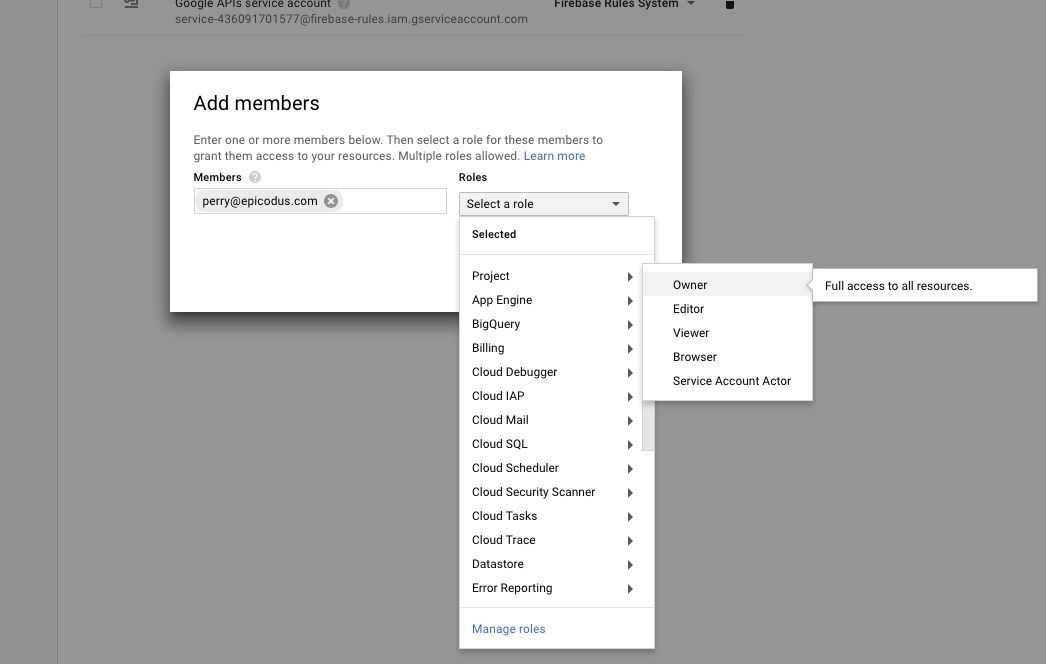 Google APIs service account
Firebase Rules System
service-436091701577@firebase-rules.iam.gserviceaccount.com
Add members
Enter one or more members below. Then select a role for these members to
grant them access to your resources. Multiple roles allowed. Learn more
Members ?
Roles
perry@epicodus.com
Select a role
Selected
Project
App Engine
BigQuery
Billing
Cloud Debugger
Cloud IAP
Cloud Mail
Cloud SQL
Cloud Scheduler
Cloud Security Scanner
Cloud Tasks
Cloud Trace
Datastore
Error Reporting
Manage roles
Owner
Editor
Viewer
Browser
Service Account Actor
Full access to all resources.